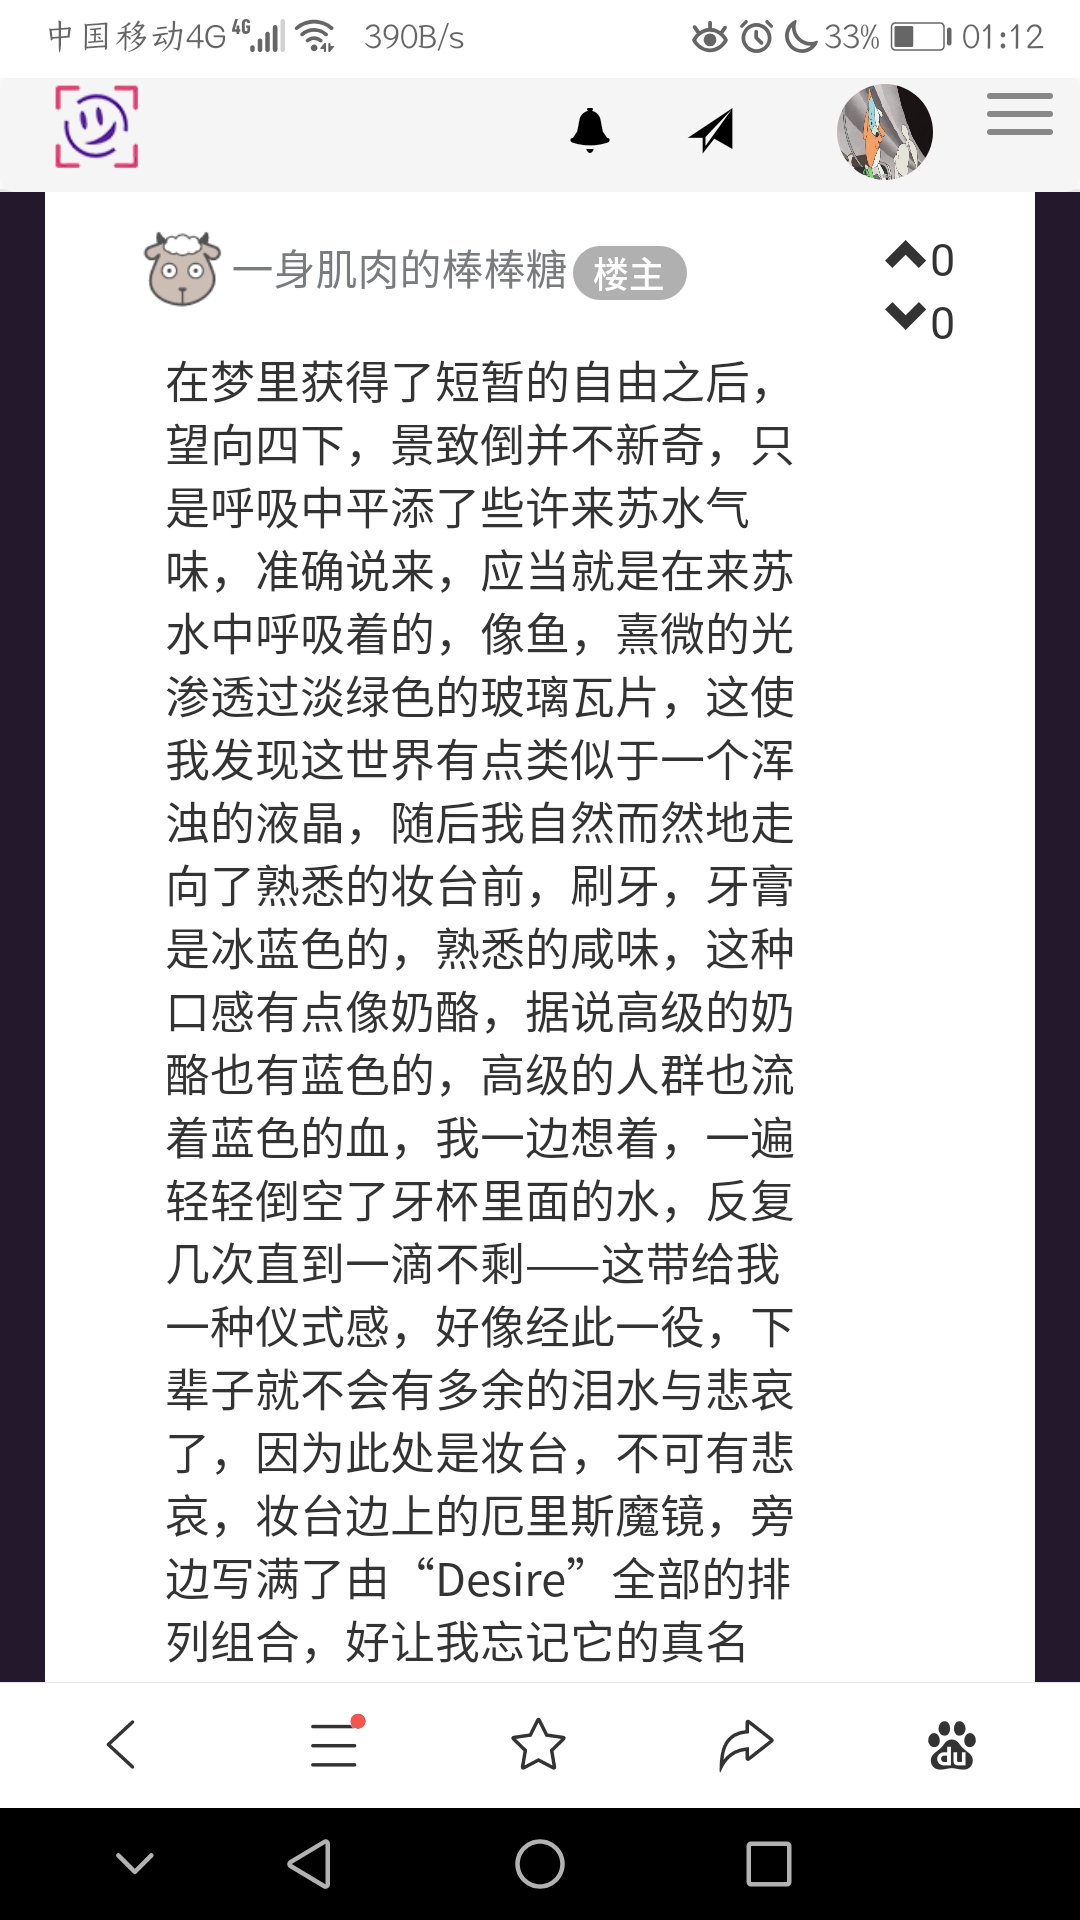 中国移动4G 4G 390B/s 33% 01:12
一身肌肉的棒棒糖 楼主
0
0
在梦里获得了短暂的自由之后，
望向四下，景致倒并不新奇，只
是呼吸中平添了些许来苏水气
味，准确说来，应当就是在来苏
水中呼吸着的，像鱼，熹微的光
渗透过淡绿色的玻璃瓦片，这使
我发现这世界有点类似于一个浑
浊的液晶，随后我自然而然地走
向了熟悉的妆台前，刷牙，牙膏
是冰蓝色的，熟悉的咸味，这种
口感有点像奶酪，据说高级的奶
酪也有蓝色的，高级的人群也流
着蓝色的血，我一边想着，一遍
轻轻倒空了牙杯里面的水，反复
几次直到一滴不剩——这带给我
一种仪式感，好像经此一役，下
辈子就不会有多余的泪水与悲哀
了，因为此处是妆台，不可有悲
哀，妆台边上的厄里斯魔镜，旁
边写满了由“Desire”全部的排
列组合，好让我忘记它的真名
du